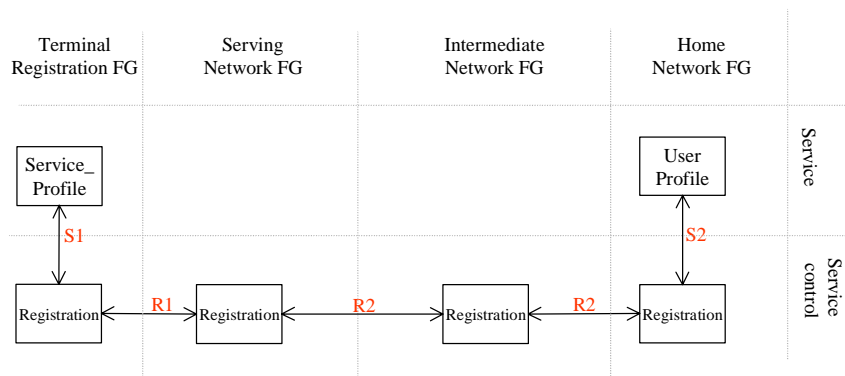 Terminal
Registration FG
Serving
Network FG
Intermediate
Network FG
Home
Network FG
Service_
Profile
User
Profile
Service
S1
S2
Registration
R1
Registration
R2
Registration
R2
Registration
Service
control